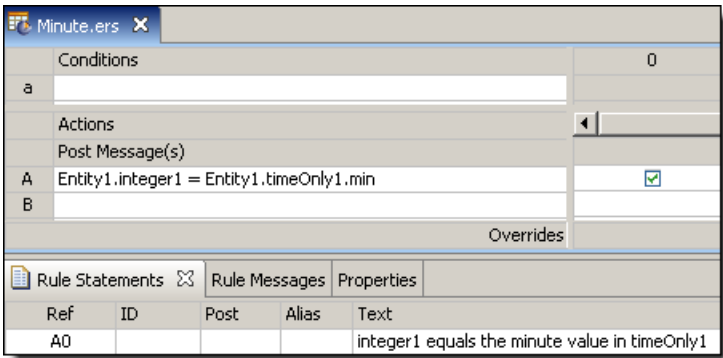 Minute.ers
Conditions 0
a
Actions
Post Message(s)
A Entity1.integer1 = Entity1.timeOnly1.min
B
Overrides
Rule Statements Rule Messages Properties
Ref ID Post Alias Text
A0 integer1 equals the minute value in timeOnly1